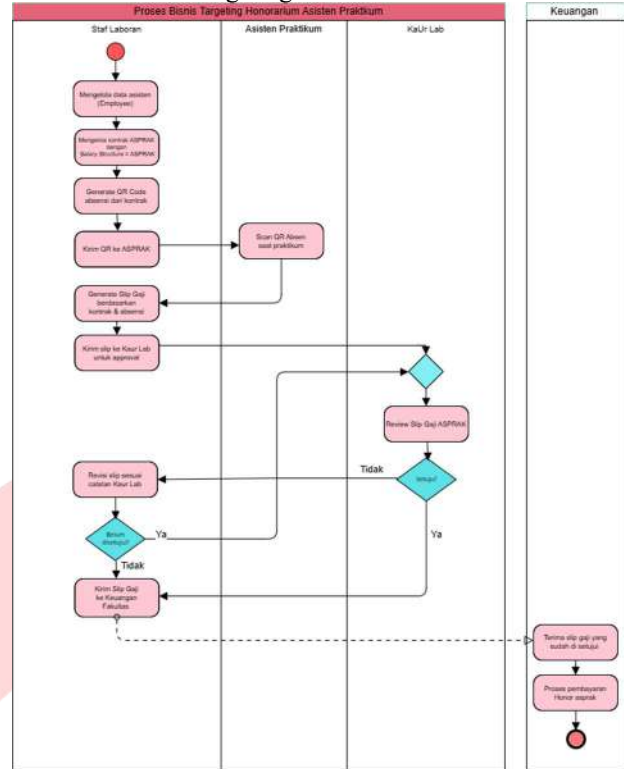 Proses Bisnis Targeting Honorarium Asisten Praktikum
Keuangan
Staf Laboran
Asisten Praktikum
KaUr Lab
Mengelola data asisten
(Employee)
Mengelola kontrak ASPRAK
dengan
Salary Structure = ASPRAK
Generate QR Code
absensi dari kontrak
Kirim QR ke ASPRAK
Scan QR Absen
saat praktikum
Generate Slip Gaji
berdasarkan
kontrak & absensi
Kirim slip ke Kaur Lab
untuk approval
Review Slip Gaji ASPRAK
Tidak
setuju?
Revisi slip sesuai
catatan Kaur Lab
Ya
Belum
disetujui?
Ya
Tidak
Kirim Slip Gaji
ke Keuangan
Fakultas
Terima slip gaji yang
sudah di setujui
Proses pembayaran
Honor asprak